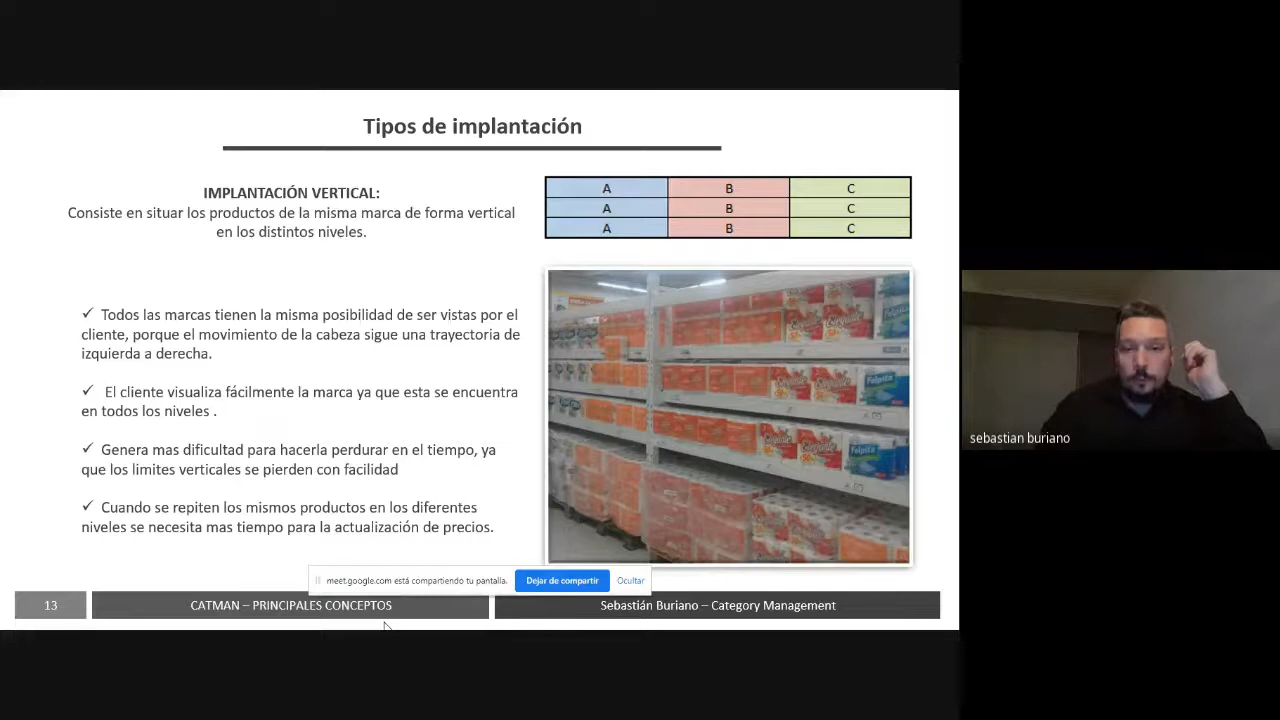 Tipos de implantación
IMPLANTACIÓN VERTICAL:
Consiste en situar los productos de la misma marca de forma vertical
en los distintos niveles.
A B C
A B C
A B C
✓ Todos las marcas tienen la misma posibilidad de ser vistas por el
cliente, porque el movimiento de la cabeza sigue una trayectoria de
izquierda a derecha.
✓ El cliente visualiza fácilmente la marca ya que esta se encuentra
en todos los niveles .
✓ Genera mas dificultad para hacerla perdurar en el tiempo, ya
que los limites verticales se pierden con facilidad
✓ Cuando se repiten los mismos productos en los diferentes
niveles se necesita mas tiempo para la actualización de precios.
Elegante
Elegante
Felpita
Elegante
Felpita
meet.google.com está compartiendo tu pantalla.
Dejar de compartir
Ocultar
13
CATMAN – PRINCIPALES CONCEPTOS
Sebastián Buriano – Category Management
sebastian buriano